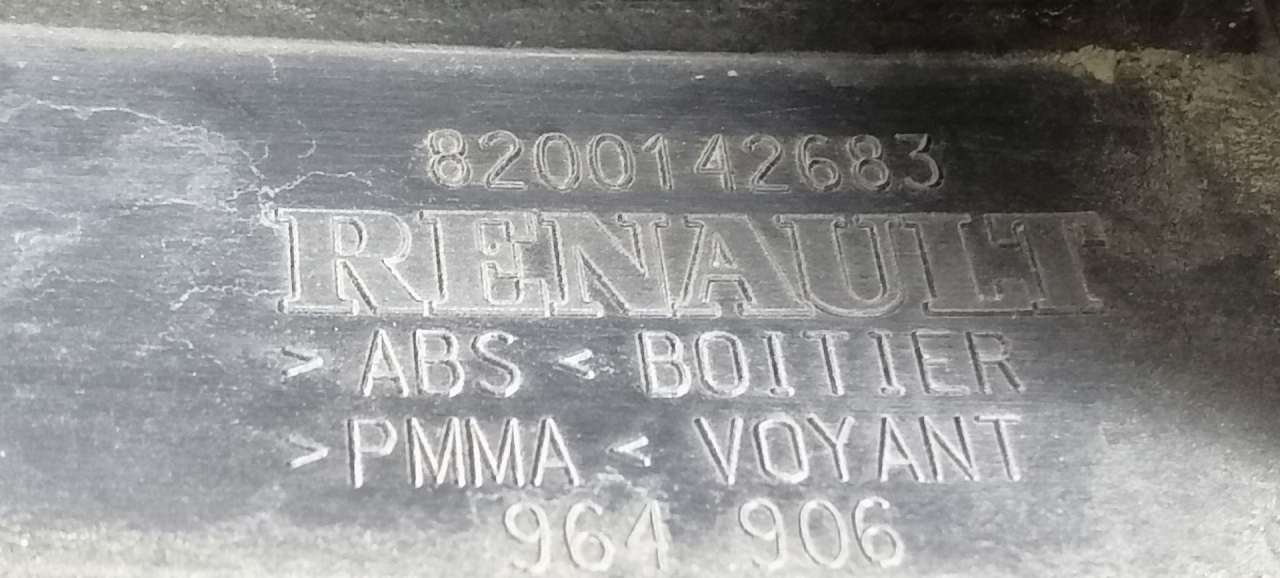 8200142683
RENAULT
> ABS < BOITIER
>PMMA < VOYANT
964 906